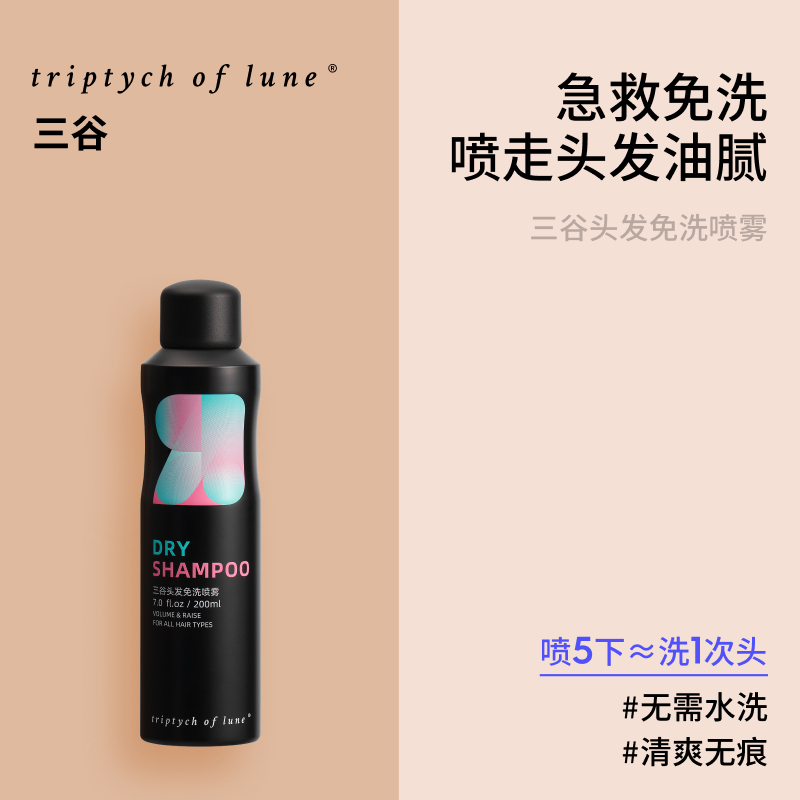 triptych of lune®
三谷
急救免洗
喷走头发油腻
三谷头发免洗喷雾
DRY
SHAMPOO
三谷头发免洗喷雾
7.0 fl.oz / 200ml
VOLUME & RAISE
FOR ALL HAIR TYPES
triptych of lune®
喷5下≈洗1次头
#无需水洗
#清爽无痕